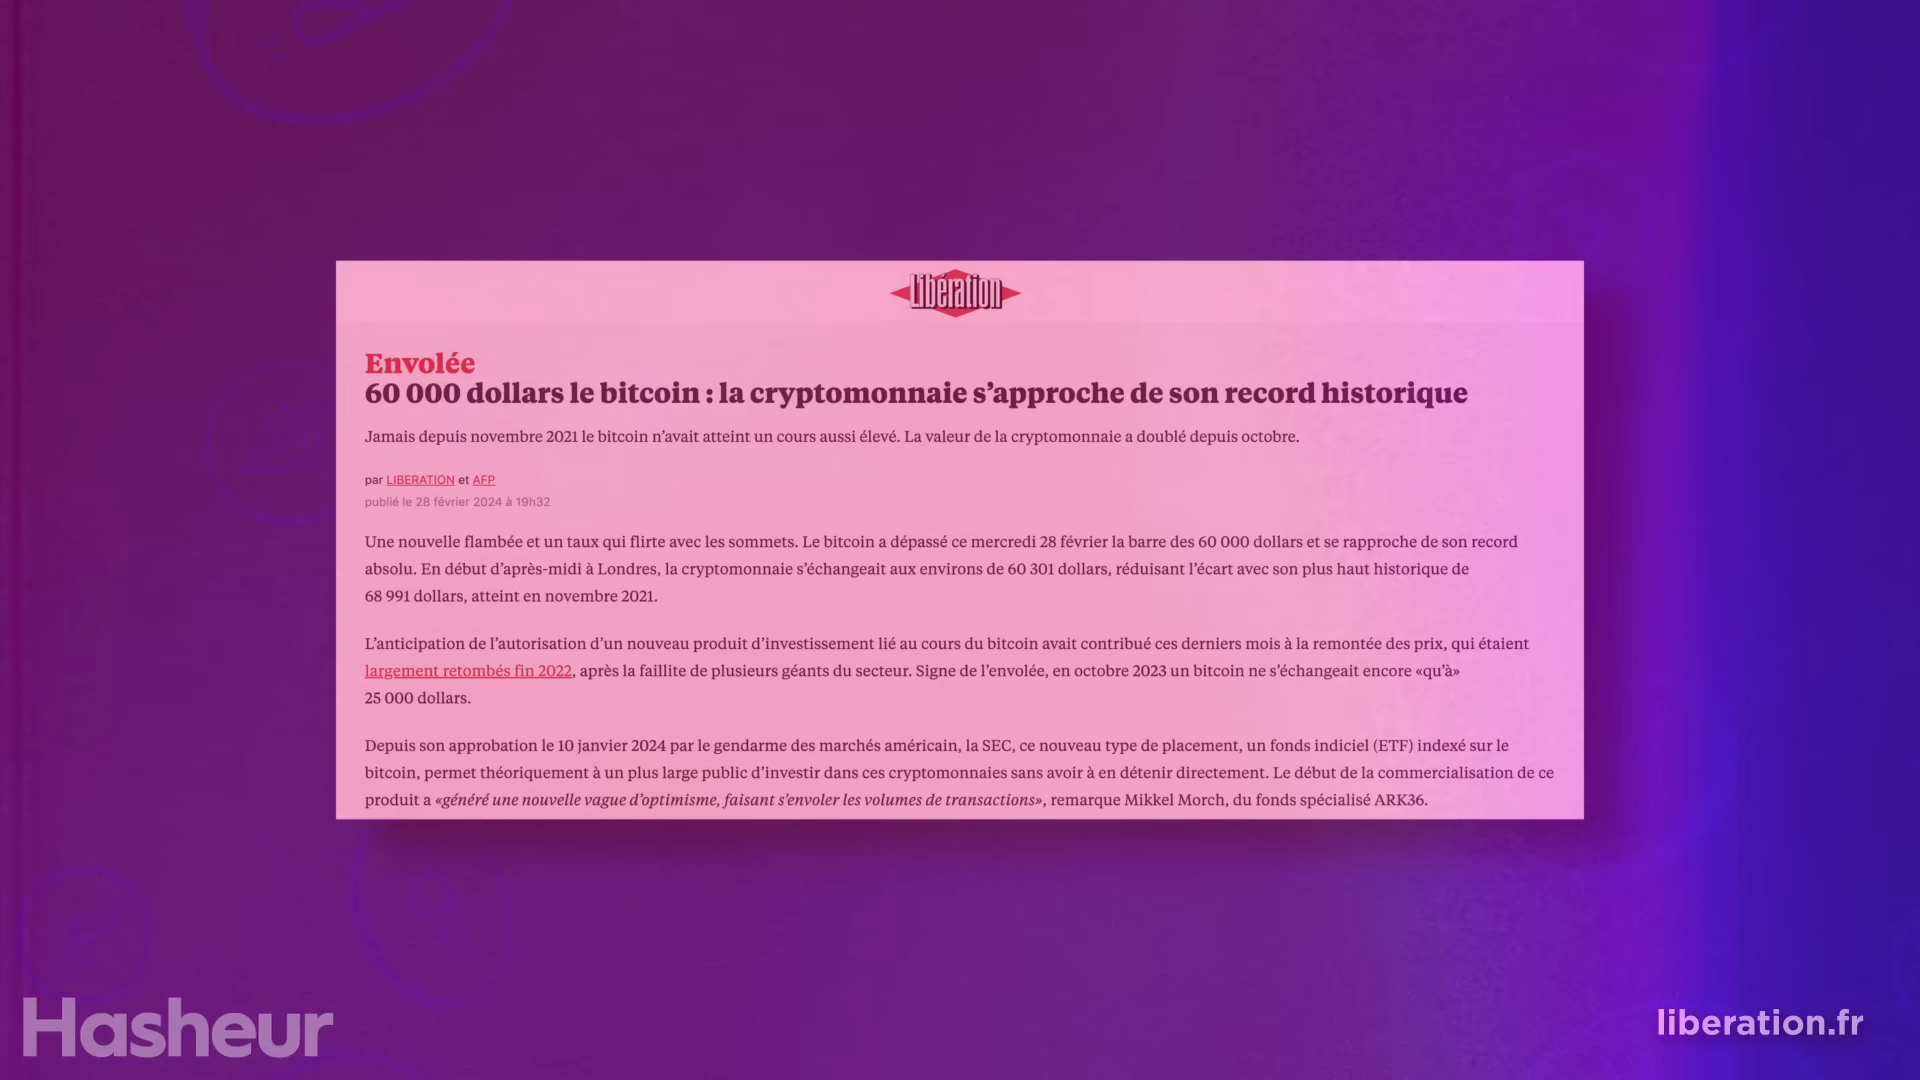 Libération
Envolée
60 000 dollars le bitcoin : la cryptomonnaie s’approche de son record historique
Jamais depuis novembre 2021 le bitcoin n’avait atteint un cours aussi élevé. La valeur de la cryptomonnaie a doublé depuis octobre.
par LIBERATION et AFP
publié le 28 février 2024 à 19h32
Une nouvelle flambée et un taux qui flirte avec les sommets. Le bitcoin a dépassé ce mercredi 28 février la barre des 60 000 dollars et se rapproche de son record
absolu. En début d’après-midi à Londres, la cryptomonnaie s’échangeait aux environs de 60 301 dollars, réduisant l’écart avec son plus haut historique de
68 991 dollars, atteint en novembre 2021.
L’anticipation de l’autorisation d’un nouveau produit d’investissement lié au cours du bitcoin avait contribué ces derniers mois à la remontée des prix, qui étaient
largement retombés fin 2022, après la faillite de plusieurs géants du secteur. Signe de l’envolée, en octobre 2023 un bitcoin ne s’échangeait encore «qu’à»
25 000 dollars.
Depuis son approbation le 10 janvier 2024 par le gendarme des marchés américain, la SEC, ce nouveau type de placement, un fonds indiciel (ETF) indexé sur le
bitcoin, permet théoriquement à un plus large public d’investir dans ces cryptomonnaies sans avoir à en détenir directement. Le début de la commercialisation de ce
produit a «généré une nouvelle vague d’optimisme, faisant s’envoler les volumes de transactions», remarque Mikkel Morch, du fonds spécialisé ARK36.
Hasheur
liberation.fr